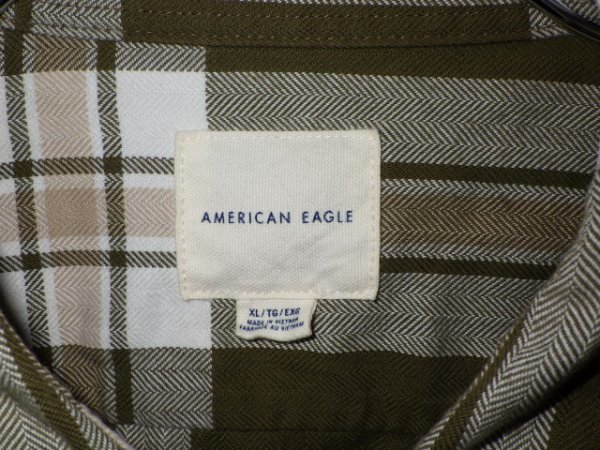 AMERICAN EAGLE
XL/TG/EXG
MADE IN VIETNAM
FABRIQUÉ AU VIETNAM